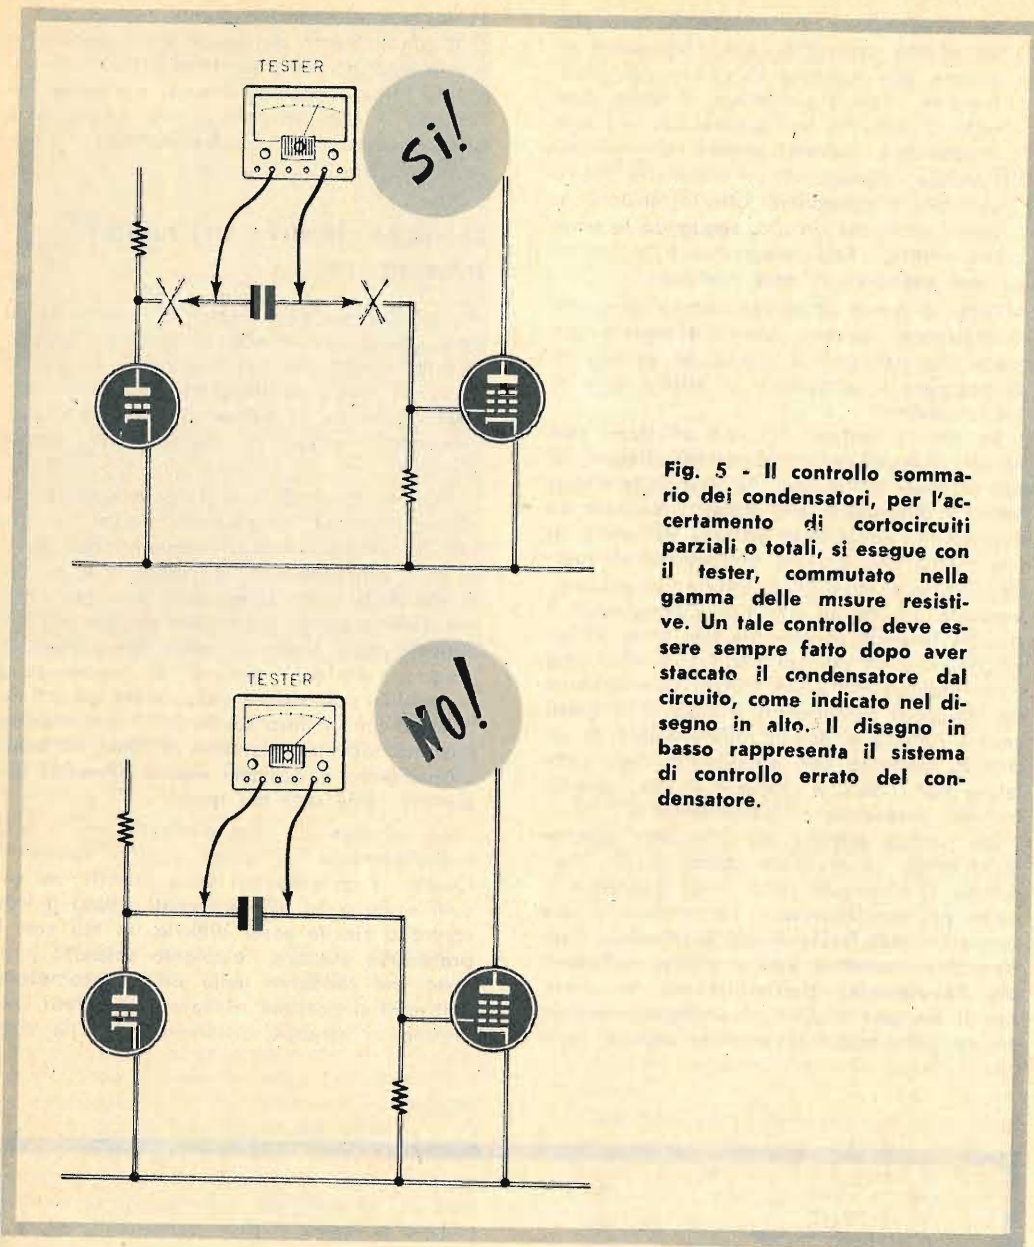 TESTER
Si!
Fig. 5 - Il controllo somma-
rio dei condensatori, per l'ac-
certamento di cortocircuiti
parziali o totali, si esegue con
il tester, commutato nella
gamma delle misure resisti-
ve. Un tale controllo deve es-
sere sempre fatto dopo aver
staccato il condensatore dal
circuito, come indicato nel di-
segno in alto. Il disegno in
basso rappresenta il sistema
di controllo errato del con-
densatore.
TESTER
NO!